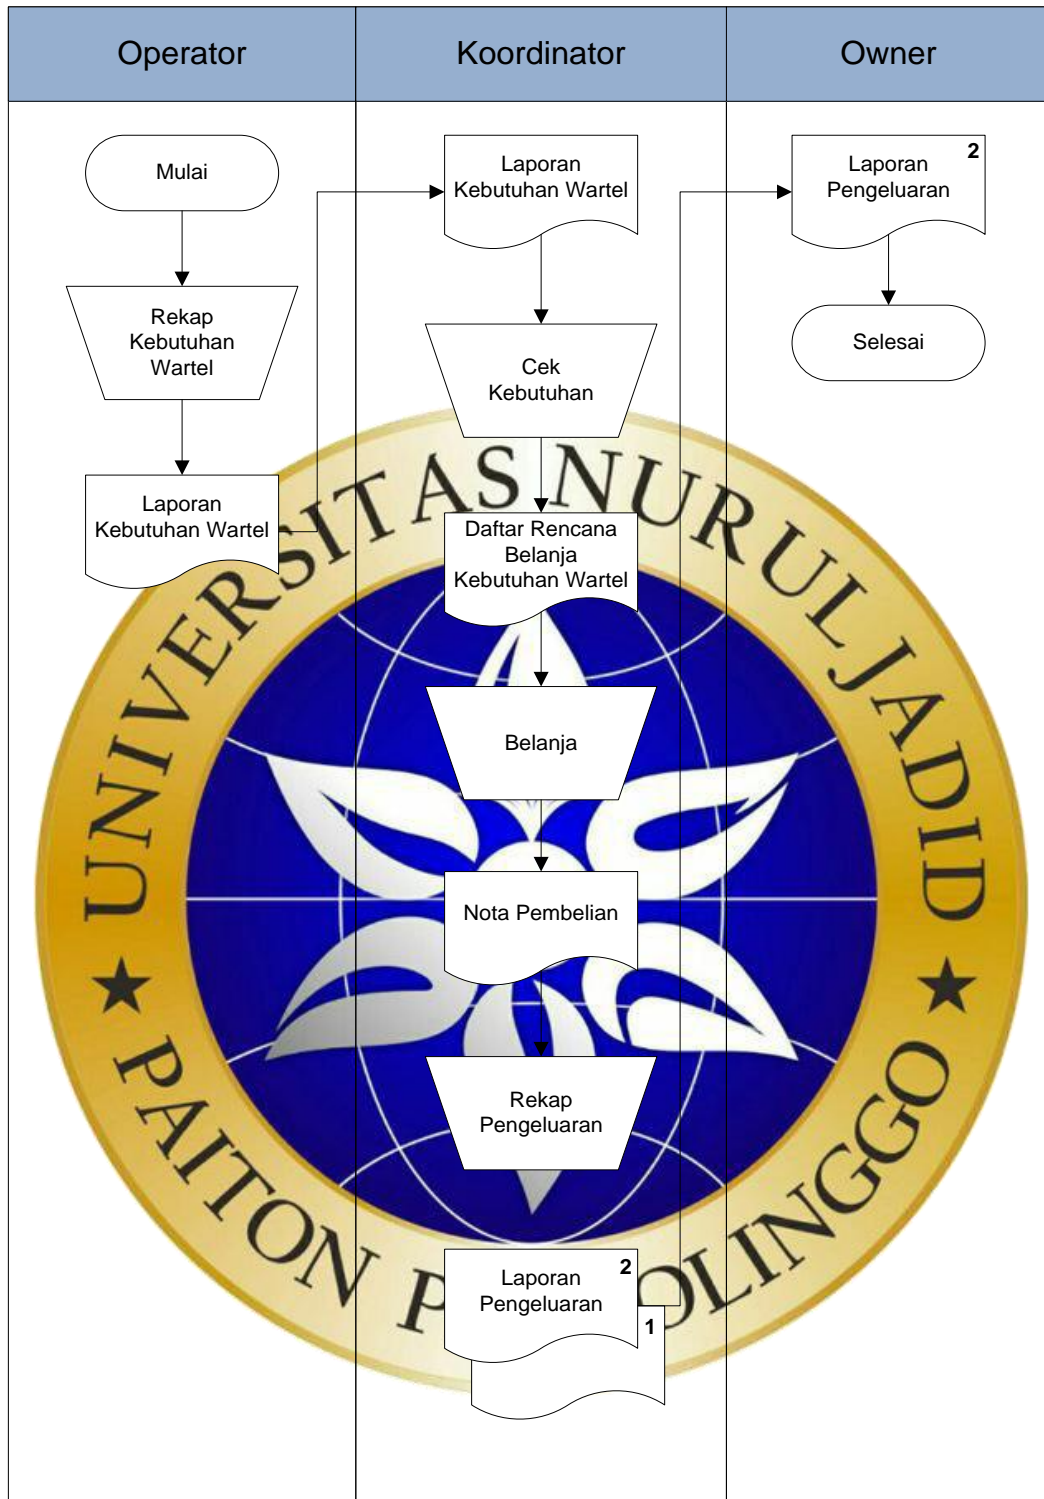 Operator
Koordinator
Owner
Mulai
Rekap
Kebutuhan
Wartel
Laporan
Kebutuhan Wartel
Laporan
Kebutuhan Wartel
Cek
Kebutuhan
Daftar Rencana
Belanja
Kebutuhan Wartel
Belanja
Nota Pembelian
Rekap
Pengeluaran
2
Laporan
Pengeluaran
1
2
Laporan
Pengeluaran
Selesai
UNIVERSITAS NURUL JADID
PAITON P OLINGGO